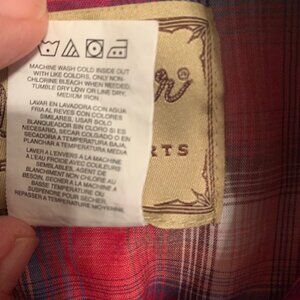 MACHINE WASH COLD INSIDE OUT
WITH LIKE COLORS, ONLY NON-
CHLORINE BLEACH WHEN NEEDED
TUMBLE DRY LOW OR LINE DRY,
MEDIUM IRON.
LAVAR EN LAVADORA CON AGUA
FRIA AL REVES CON COLORES
SIMILARES, USAR SOLO
BLANQUEADOR SIN CLORO SI ES
NECESARIO, SECAR COLGADO O EN
SECADORA A TEMPERATURA BAJA,
PLANCHAR A TEMPERATURA MEDIA
LAVER A L'ENVERS A LA MACHINE
A L'EAU FROIDE AVEC COULEURS
SEMBLABLES, AGENT DE
BLANCHIMENT NON CHLORE AU
BESOIN, SECHER A LA MACHINE
BASSE TEMPERATURE OU
SUSPENDRE,
REPASSER A TEMPERATURE MOYENNE
®
RTS